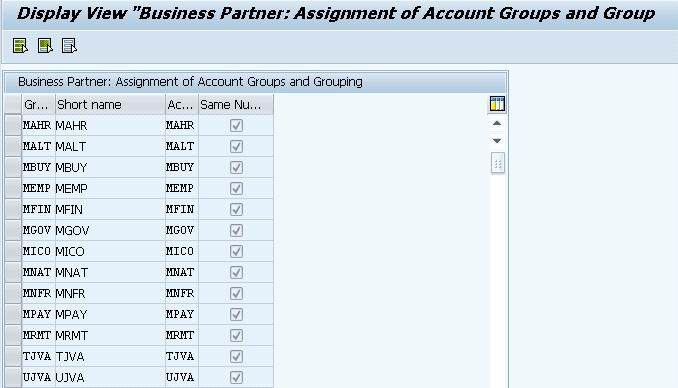 Display View "Business Partner: Assignment of Account Groups and Group
Business Partner: Assignment of Account Groups and Grouping
Gr... Short name Ac... Same Nu...
MAHR MAHR MAHR
MALT MALT MALT
MBUY MBUY MBUY
MEMP MEMP MEMP
MFIN MFIN MFIN
MGOV MGOV MGOV
MICO MICO MICO
MNAT MNAT MNAT
MNFR MNFR MNFR
MPAY MPAY MPAY
MRMT MRMT MRMT
TJVA TJVA TJVA
UJVA UJVA UJVA